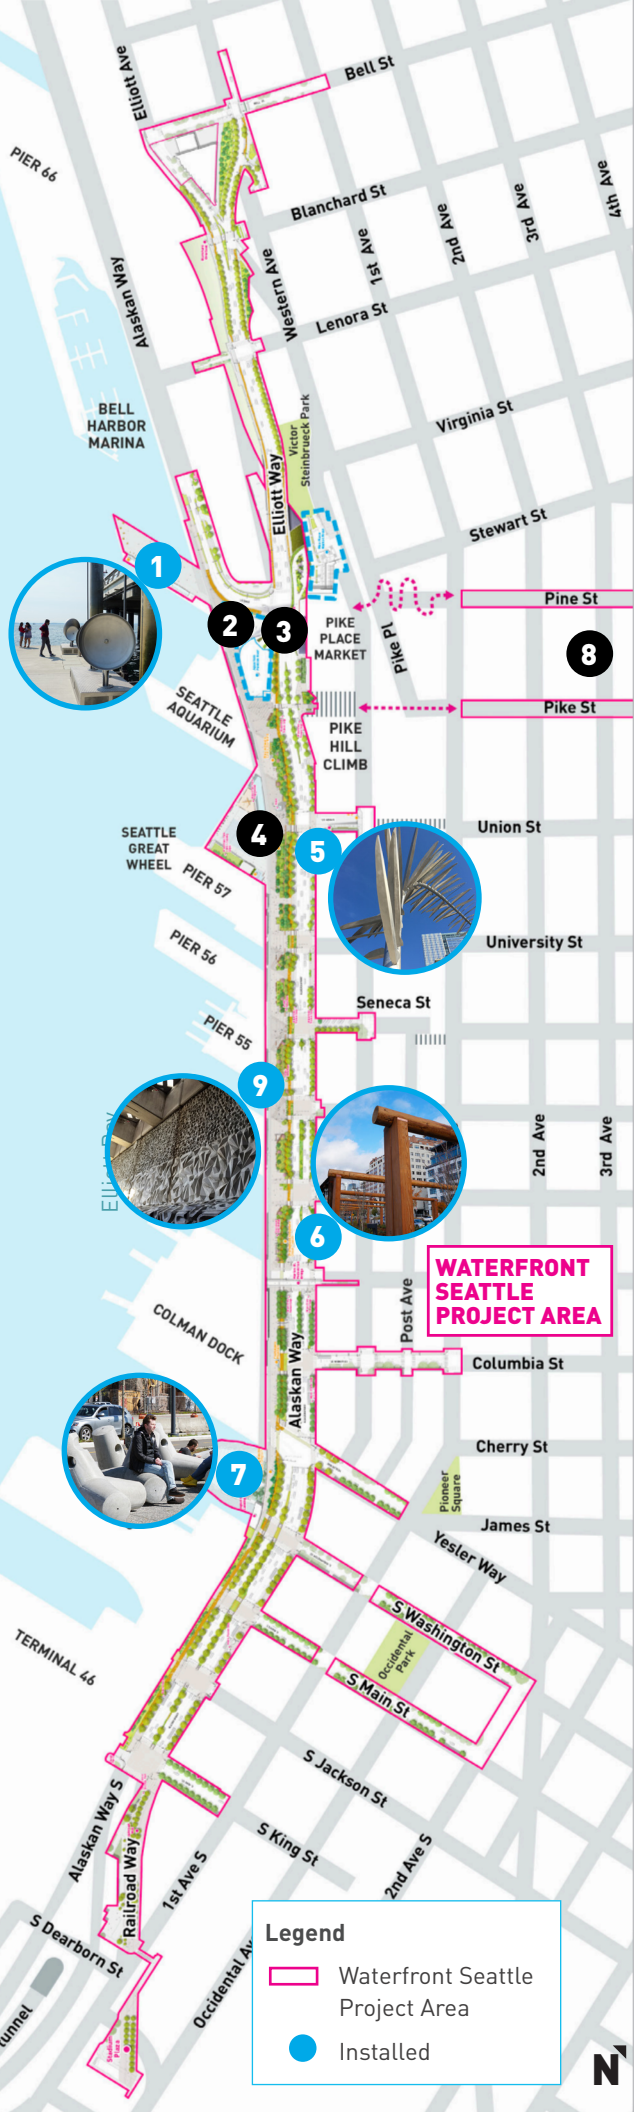 Elliott Ave
Bell St
PIER 66
Blanchard St
1st Ave
2nd Ave
3rd Ave
4th Ave
Alaskan Way
Western Ave
Lenora St
BELL
HARBOR
MARINA
Victor
Steinbrueck Park
Virginia St
Elliott Way
Stewart St
1
Pine St
2
3
PIKE
PLACE
MARKET
Pike Pl
8
SEATTLE
AQUARIUM
Pike St
PIKE
HILL
CLIMB
SEATTLE
GREAT
WHEEL
4
5
Union St
PIER 57
PIER 56
University St
Seneca St
PIER 55
9
2nd Ave
3rd Ave
6
WATERFRONT
SEATTLE
PROJECT AREA
COLMAN DOCK
Alaskan Way
Post Ave
Columbia St
7
Cherry St
Pioneer
Square
James St
Yesler Way
TERMINAL 46
S Washington St
Occidental
Park
S Main St
S Jackson St
Alaskan Way S
Railroad Way
1st Ave S
S King St
2nd Ave S
S Dearborn St
Legend
Waterfront Seattle
Project Area
Installed
N